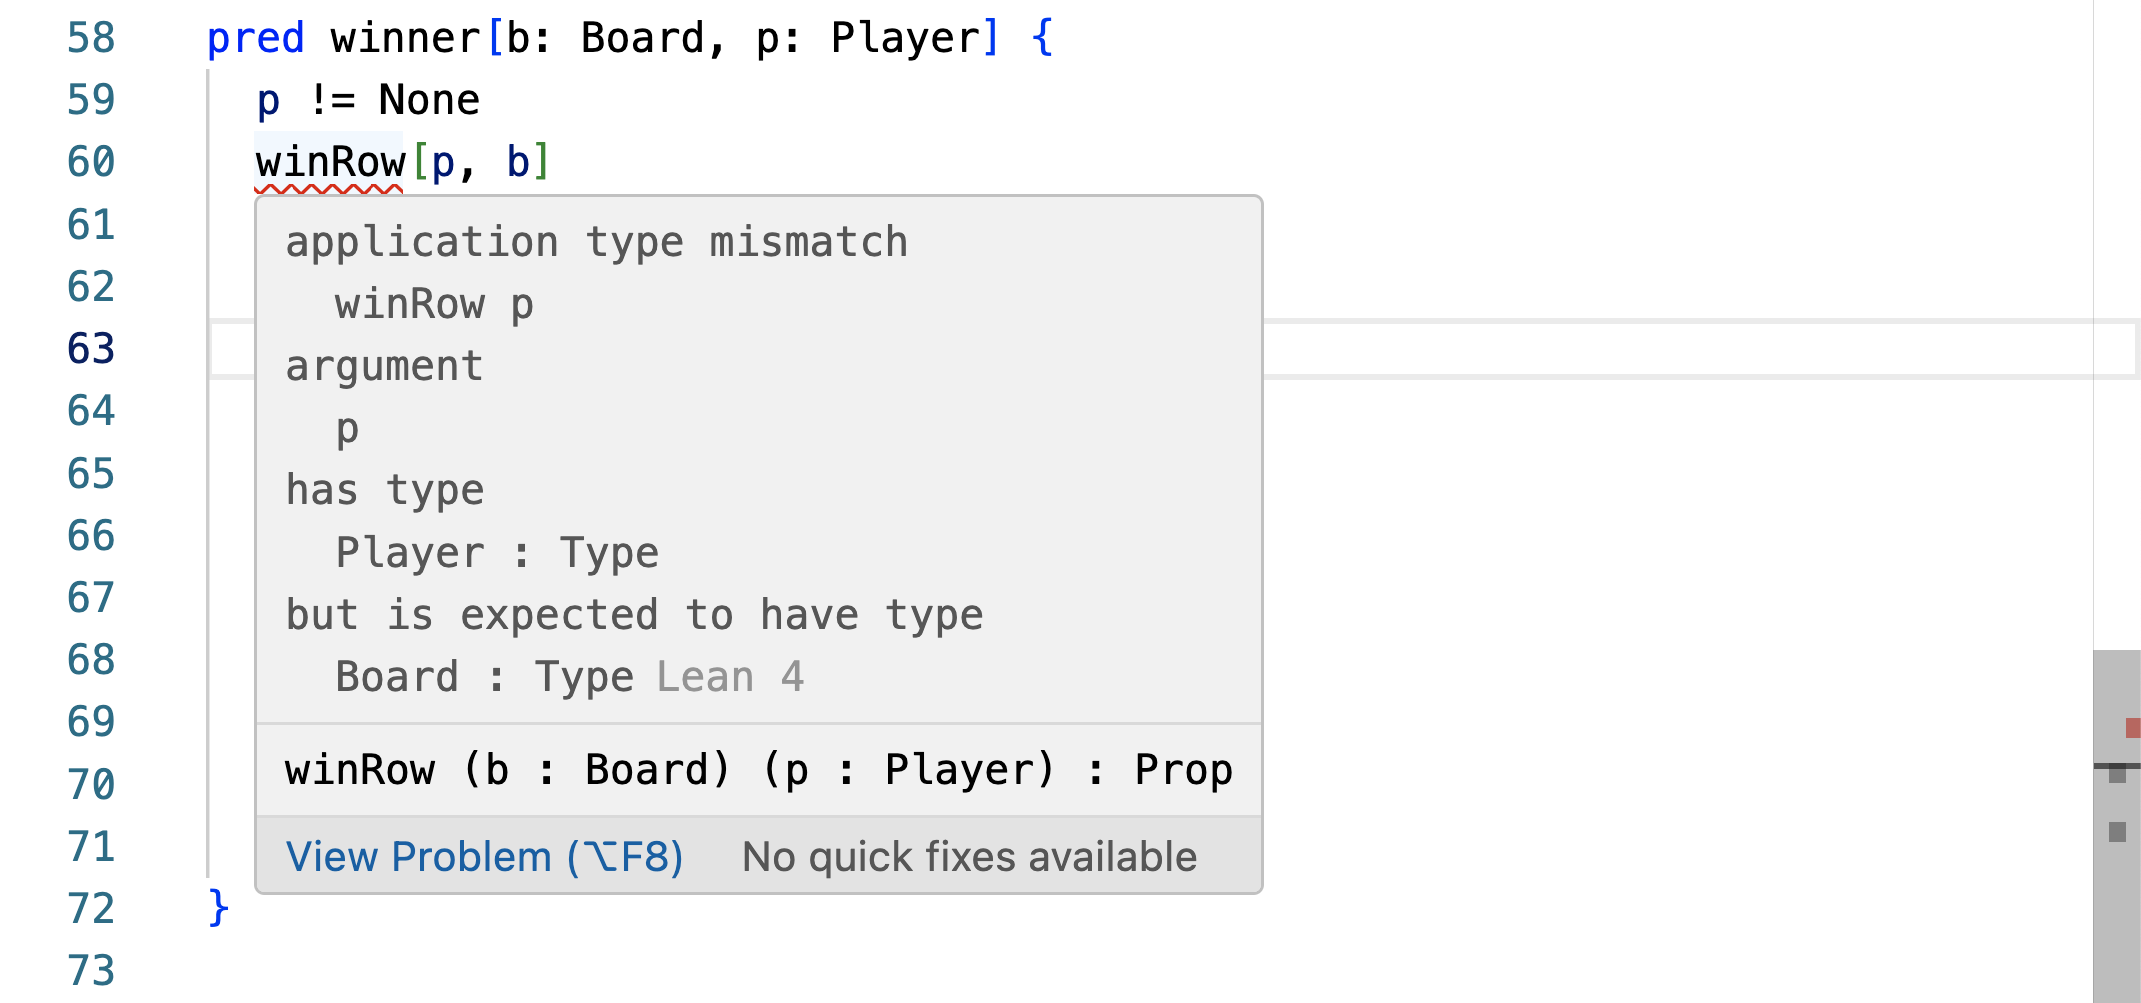 58 pred winner[b: Board, p: Player] {
59 p != None
60 winRow[p, b]
61
62
63
64
65
66
67
68
69
70
71
72 }
73
application type mismatch
winRow p
argument
p
has type
Player : Type
but is expected to have type
Board : Type Lean 4
winRow (b : Board) (p : Player) : Prop
View Problem (⌥F8) No quick fixes available